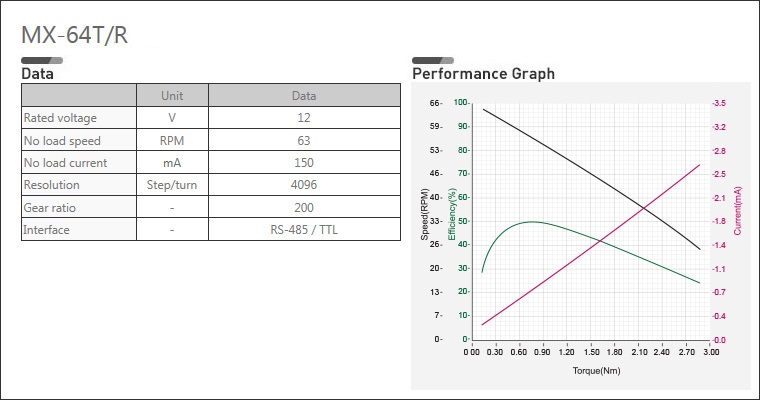 MX-64T/R
Data
Unit Data
Rated voltage V 12
No load speed RPM 63
No load current mA 150
Resolution Step/turn 4096
Gear ratio - 200
Interface - RS-485 / TTL
Performance Graph
66- 100- -3.5
59- 90- -3.2
53- 80- -2.8
46- 70- -2.5
40- 60- -2.1
33- 50- -1.8
26- 40- -1.4
20- 30- -1.1
13- 20- -0.7
7- 10- -0.4
0- 0- -0.0
Speed(RPM)
Efficiency(%)
Current(mA)
0 00 0.30 0.60 0.90 1.20 1.50 1.80 2.10 2.40 2.70 3.00
Torque(Nm)